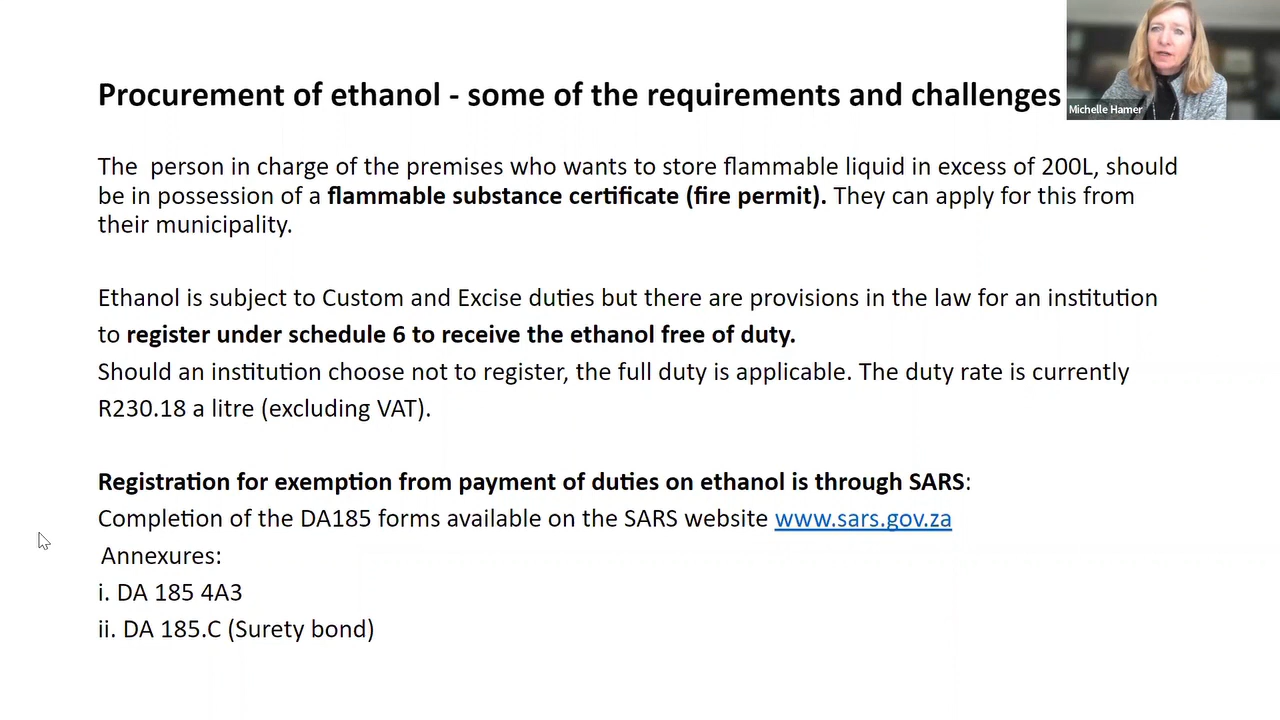 Procurement of ethanol - some of the requirements and challenges
Michelle Hamer
The person in charge of the premises who wants to store flammable liquid in excess of 200L, should
be in possession of a flammable substance certificate (fire permit). They can apply for this from
their municipality.
Ethanol is subject to Custom and Excise duties but there are provisions in the law for an institution
to register under schedule 6 to receive the ethanol free of duty.
Should an institution choose not to register, the full duty is applicable. The duty rate is currently
R230.18 a litre (excluding VAT).
Registration for exemption from payment of duties on ethanol is through SARS:
Completion of the DA185 forms available on the SARS website www.sars.gov.za
Annexures:
i. DA 185 4A3
ii. DA 185.C (Surety bond)